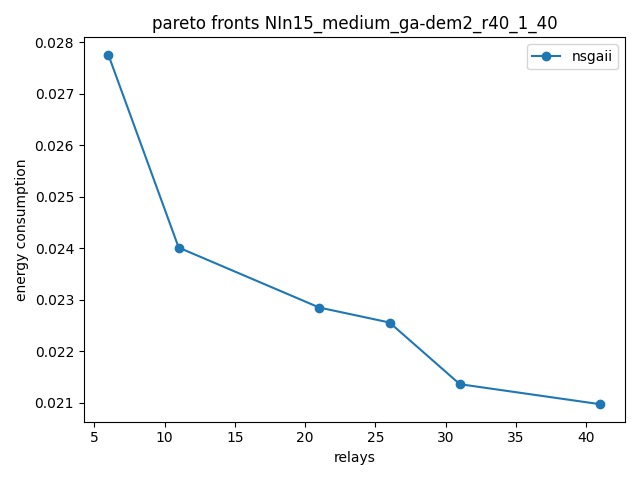 pareto fronts NIn15_medium_ga-dem2_r40_1_40
nsgaii
0.028
0.027
0.026
0.025
0.024
0.023
0.022
0.021
energy consumption
5 10 15 20 25 30 35 40
relays